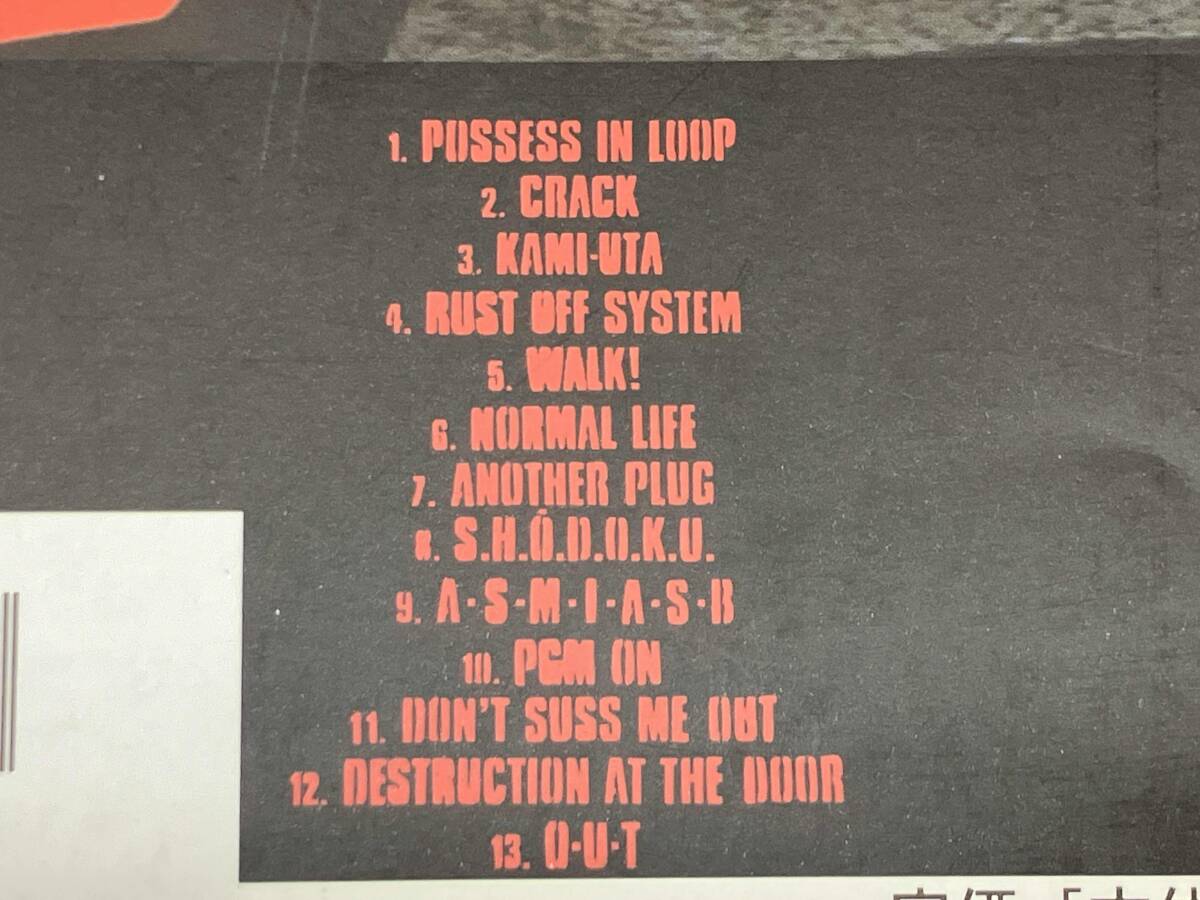 1. POSSESS IN LOOP
2. CRACK
3. KAMI-UTA
4. RUST OFF SYSTEM
5. WALK!
6. NORMAL LIFE
7. ANOTHER PLUG
8. S.H.Ō.D.O.K.U.
9. A·S·M·I·A·S·B
10. PGM ON
11. DON'T SUSS ME OUT
12. DESTRUCTION AT THE DOOR
13. O·U·T